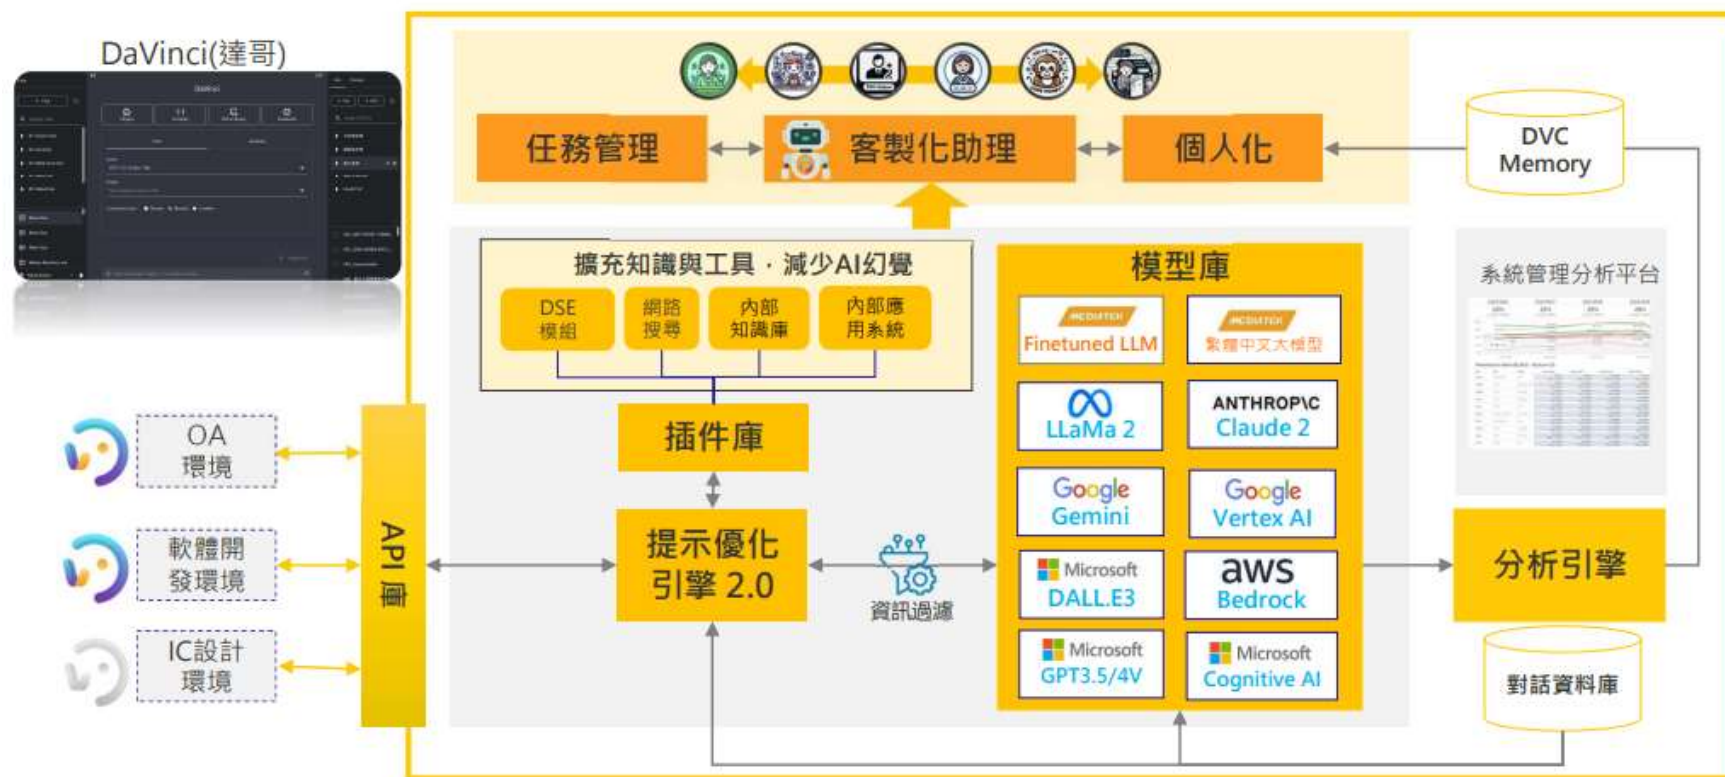 DaVinci(達哥)
任務管理
客製化助理
個人化
DVC
Memory
擴充知識與工具，減少AI幻覺
DSE
模組
網路
搜尋
內部
知識庫
內部應
用系統
插件庫
提示優化
引擎 2.0
資訊過濾
模型庫
MEDIATEK
Finetuned LLM
MEDIATEK
繁體中文大模型
LLaMa 2
ANTHROP\C
Claude 2
Google
Gemini
Google
Vertex AI
Microsoft
DALL.E3
aws
Bedrock
Microsoft
GPT3.5/4V
Microsoft
Cognitive AI
系統管理分析平台
分析引擎
對話資料庫
API 庫
OA
環境
軟體開
發環境
IC設計
環境